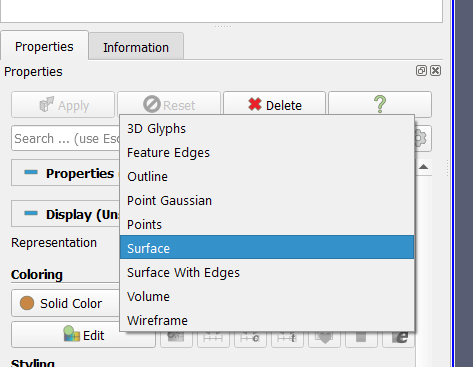 Properties
Information
Properties
Apply
Reset
Delete
?
Search ... (use Esc
3D Glyphs
Feature Edges
Outline
Point Gaussian
Points
Surface
Surface With Edges
Volume
Wireframe
Properties
Display (Un
Representation
Coloring
Solid Color
Edit
c
t
e
Styling